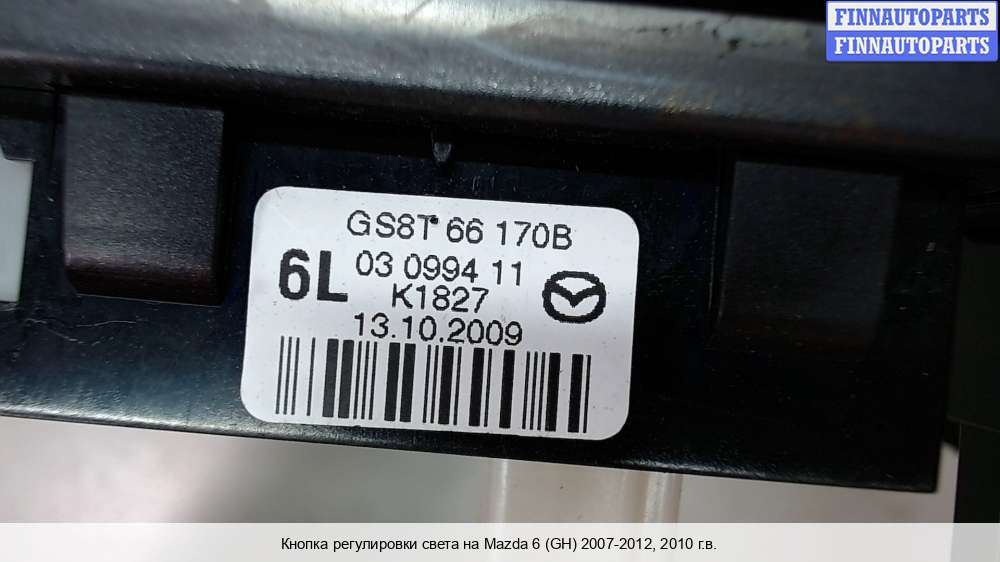 FINNAUTOPARTS
FINNAUTOPARTS
GS8T 66 170B
6L 03 0994 11
K1827
13.10.2009
Кнопка регулировки света на Mazda 6 (GH) 2007-2012, 2010 г.в.